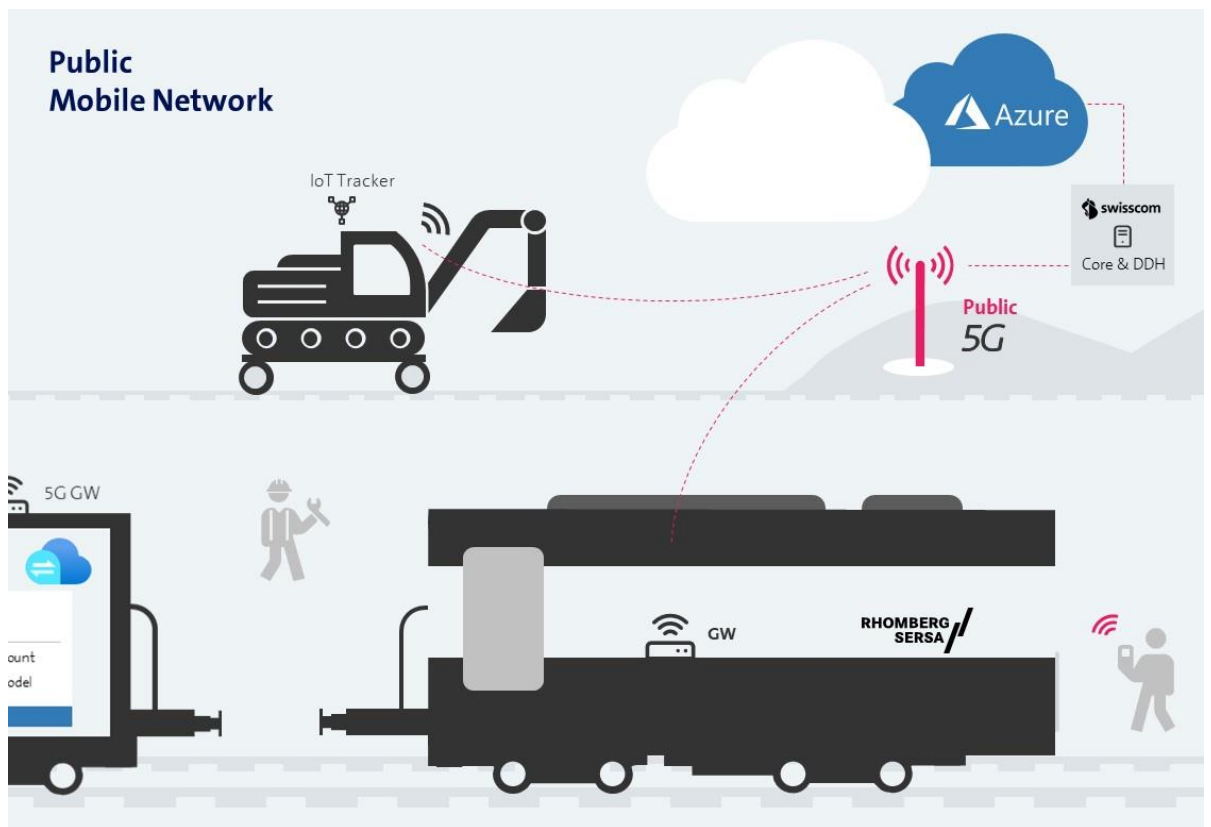 Public
Mobile Network
Azure
IoT Tracker
swisscom
Core & DDH
Public
5G
5G GW
GW
RHOMBERG
SERSA
ount
odel